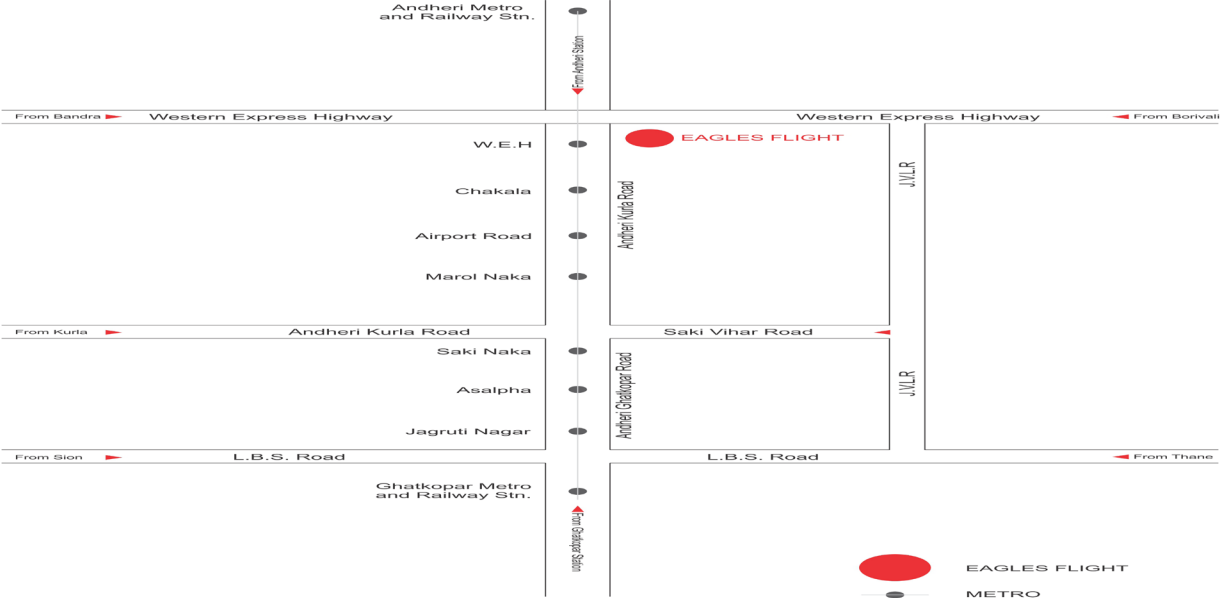 Andheri Metro
and Railway Stn.
From Andheri Station
From Bandra
Western Express Highway
Western Express Highway
From Borivali
W.E.H
EAGLES FLIGHT
J.V.L.R
Chakala
Andheri Kurla Road
Airport Road
Marol Naka
From Kurla
Andheri Kurla Road
Saki Vihar Road
Saki Naka
Andheri Ghatkopar Road
J.V.L.R
Asalpha
Jagruti Nagar
From Sion
L.B.S. Road
L.B.S. Road
From Thane
Ghatkopar Metro
and Railway Stn.
From Ghatkopar Station
EAGLES FLIGHT
METRO